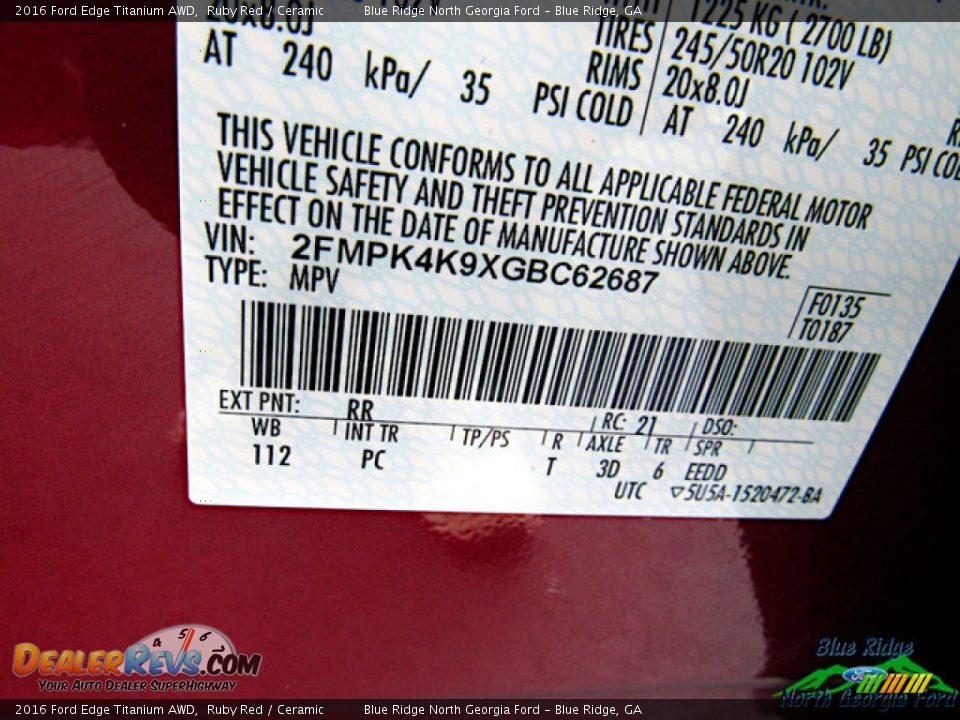 2016 Ford Edge Titanium AWD, Ruby Red / Ceramic Blue Ridge North Georgia Ford - Blue Ridge, GA
1225 KG ( 2700 LB)
TIRES 245/50R20 102V
RIMS 20x8.0J
AT 240 kPa/ 35 PSI COLD AT 240 kPa/ 35 PSI
THIS VEHICLE CONFORMS TO ALL APPLICABLE FEDERAL MOTOR
VEHICLE SAFETY AND THEFT PREVENTION STANDARDS IN
EFFECT ON THE DATE OF MANUFACTURE SHOWN ABOVE.
VIN: 2FMPK4K9XGBC62687
TYPE: MPV
F0135
T0187
EXT PNT: RR RC: 21 DSO:
WB INT TR TP/PS R AXLE TR SPR
112 PC T 3D 6 EEDD
UTC ▽5U5A-1520472-BA
4 5 6
DealerRevs.com
Your Auto Dealer SuperHighway
Blue Ridge
Ford
North Georgia Ford
2016 Ford Edge Titanium AWD, Ruby Red / Ceramic Blue Ridge North Georgia Ford - Blue Ridge, GA